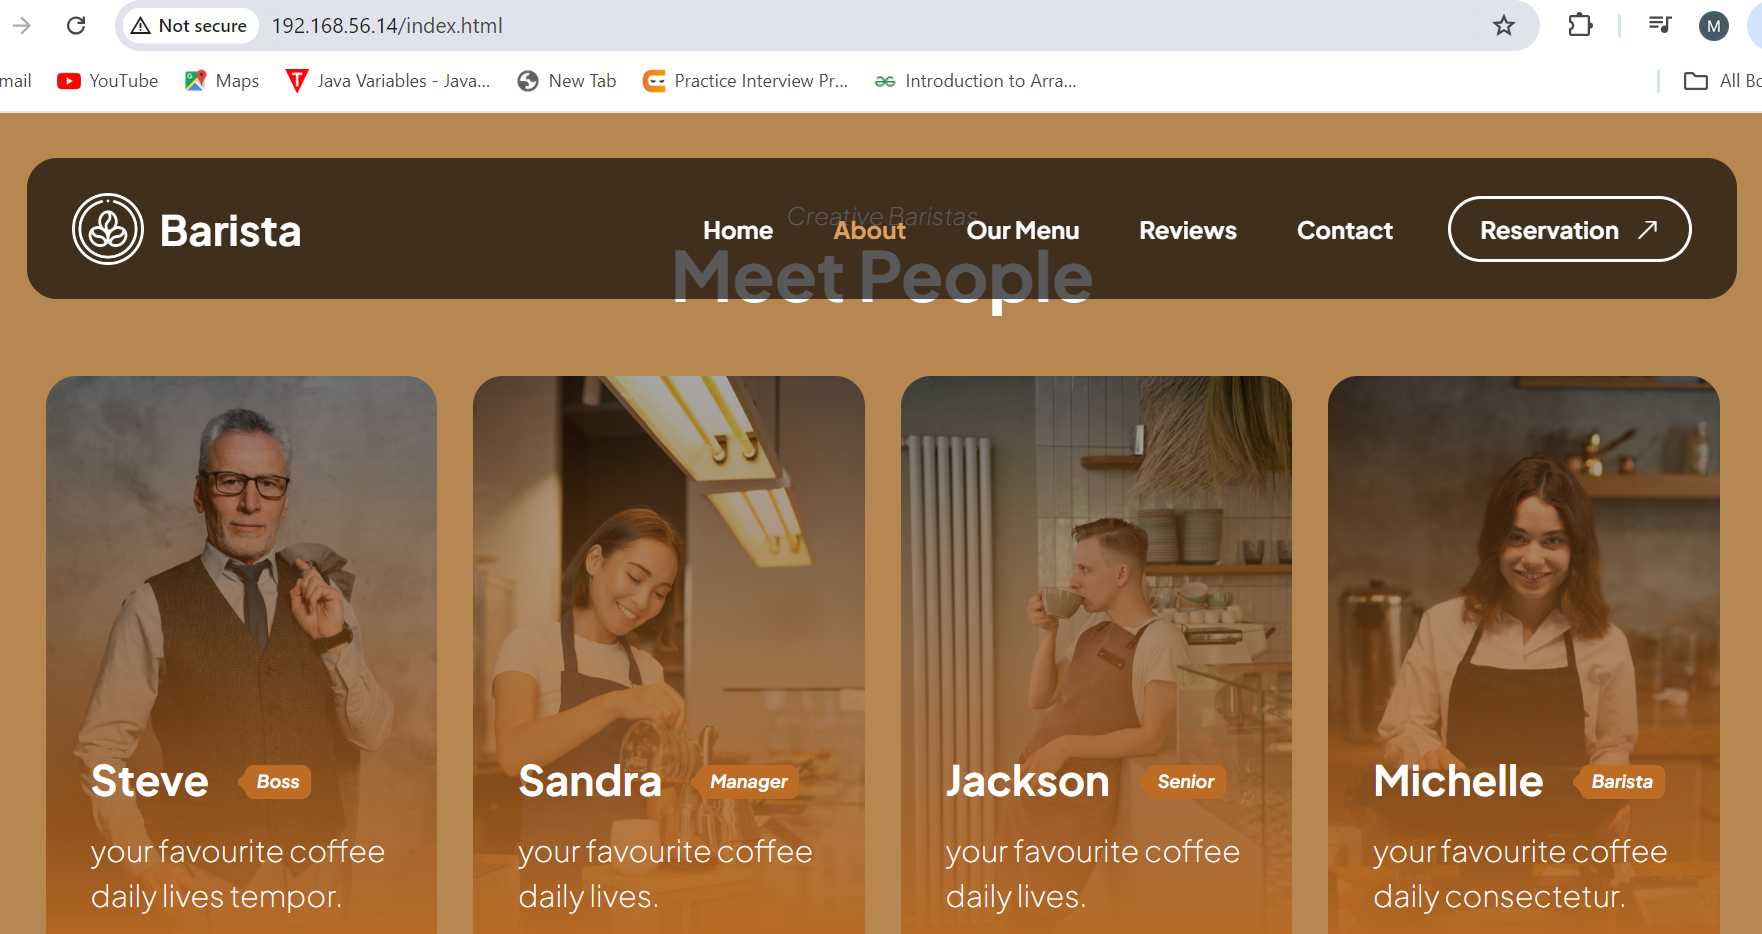 Not secure 192.168.56.14/index.html M
mail YouTube Maps Java Variables - Java... New Tab Practice Interview Pr... Introduction to Arra... All Bo
Barista Home About Our Menu Reviews Contact Reservation
Creative Baristas
Meet People
Steve Boss
your favourite coffee
daily lives tempor.
Sandra Manager
your favourite coffee
daily lives.
Jackson Senior
your favourite coffee
daily lives.
Michelle Barista
your favourite coffee
daily consectetur.